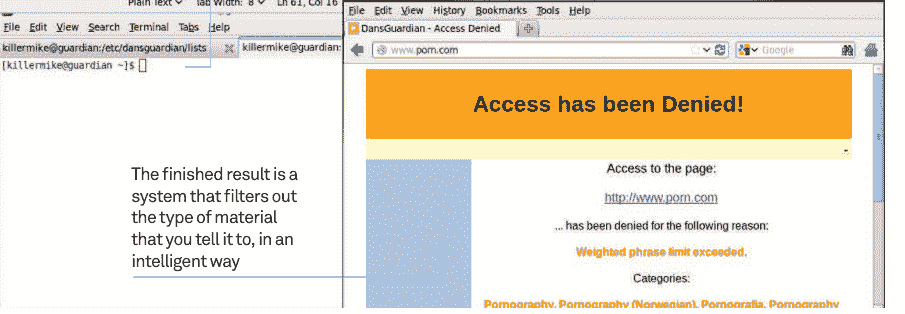 Plain Text Tab Width: 8 Ln 61, Col 16
File Edit View Search Terminal Tabs Help
killermike@guardian:/etc/dansguardian/lists
killermike@guardian:
[killermike@guardian ~]$
The finished result is a
system that filters out
the type of material
that you tell it to, in an
intelligent way
File Edit View History Bookmarks Tools Help
DansGuardian - Access Denied
www.porn.com
Google
Access has been Denied!
-
Access to the page:
http://www.porn.com
... has been denied for the following reason:
Weighted phrase limit exceeded.
Categories:
Pornography, Pornography (Norwegian), Pornografia, Pornography